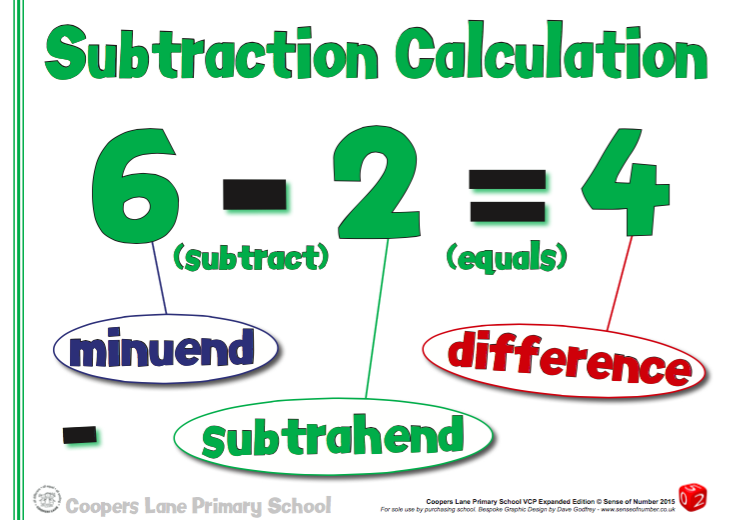 Subtraction Calculation
6 - 2 = 4
(subtract) (equals)
minuend
difference
- subtrahend
Coopers Lane Primary School
Coopers Lane Primary School VCP Expanded Edition © Sense of Number 2015
For sole use by purchasing school. Bespoke Graphic Design by Dave Godfrey - www.senseofnumber.co.uk